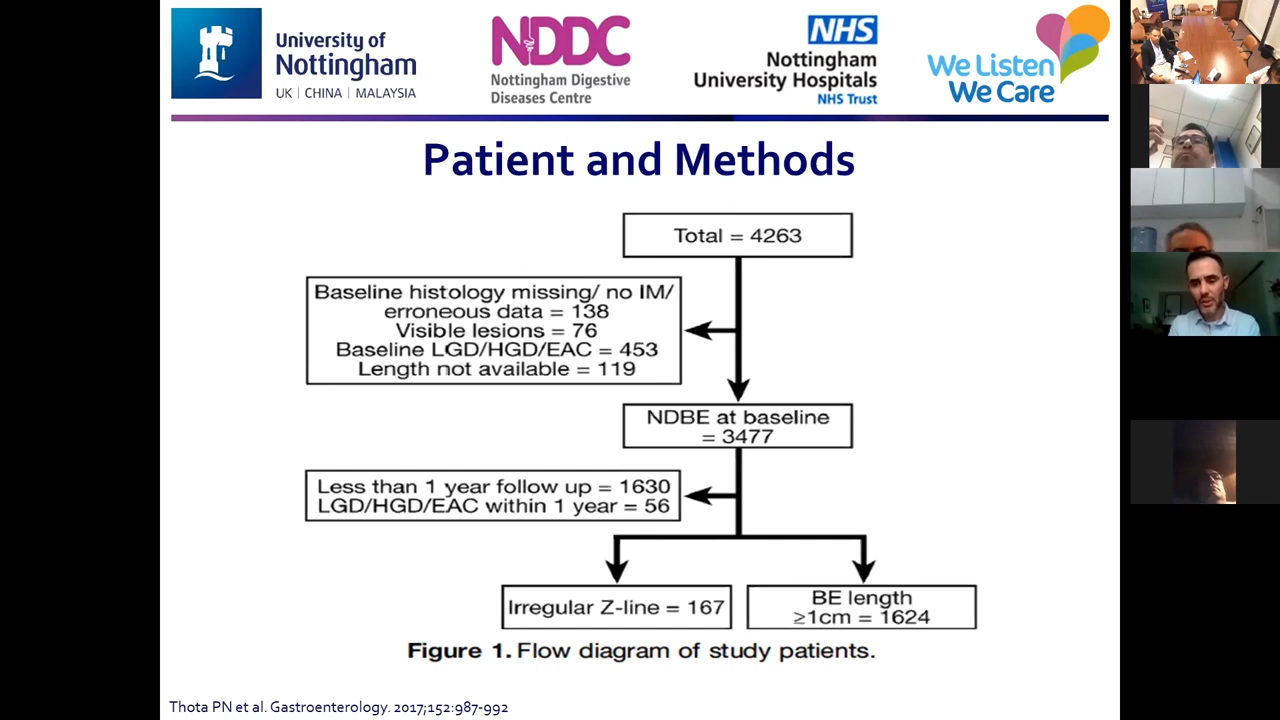 University of
Nottingham
UK | CHINA | MALAYSIA
NDDC
Nottingham Digestive
Diseases Centre
NHS
Nottingham
University Hospitals
NHS Trust
We Listen
We Care
Patient and Methods
Total = 4263
Baseline histology missing/ no IM/
erroneous data = 138
Visible lesions = 76
Baseline LGD/HGD/EAC = 453
Length not available = 119
NDBE at baseline
= 3477
Less than 1 year follow up = 1630
LGD/HGD/EAC within 1 year = 56
Irregular Z-line = 167
BE length
≥1cm = 1624
Figure 1. Flow diagram of study patients.
Thota PN et al. Gastroenterology. 2017;152:987-992